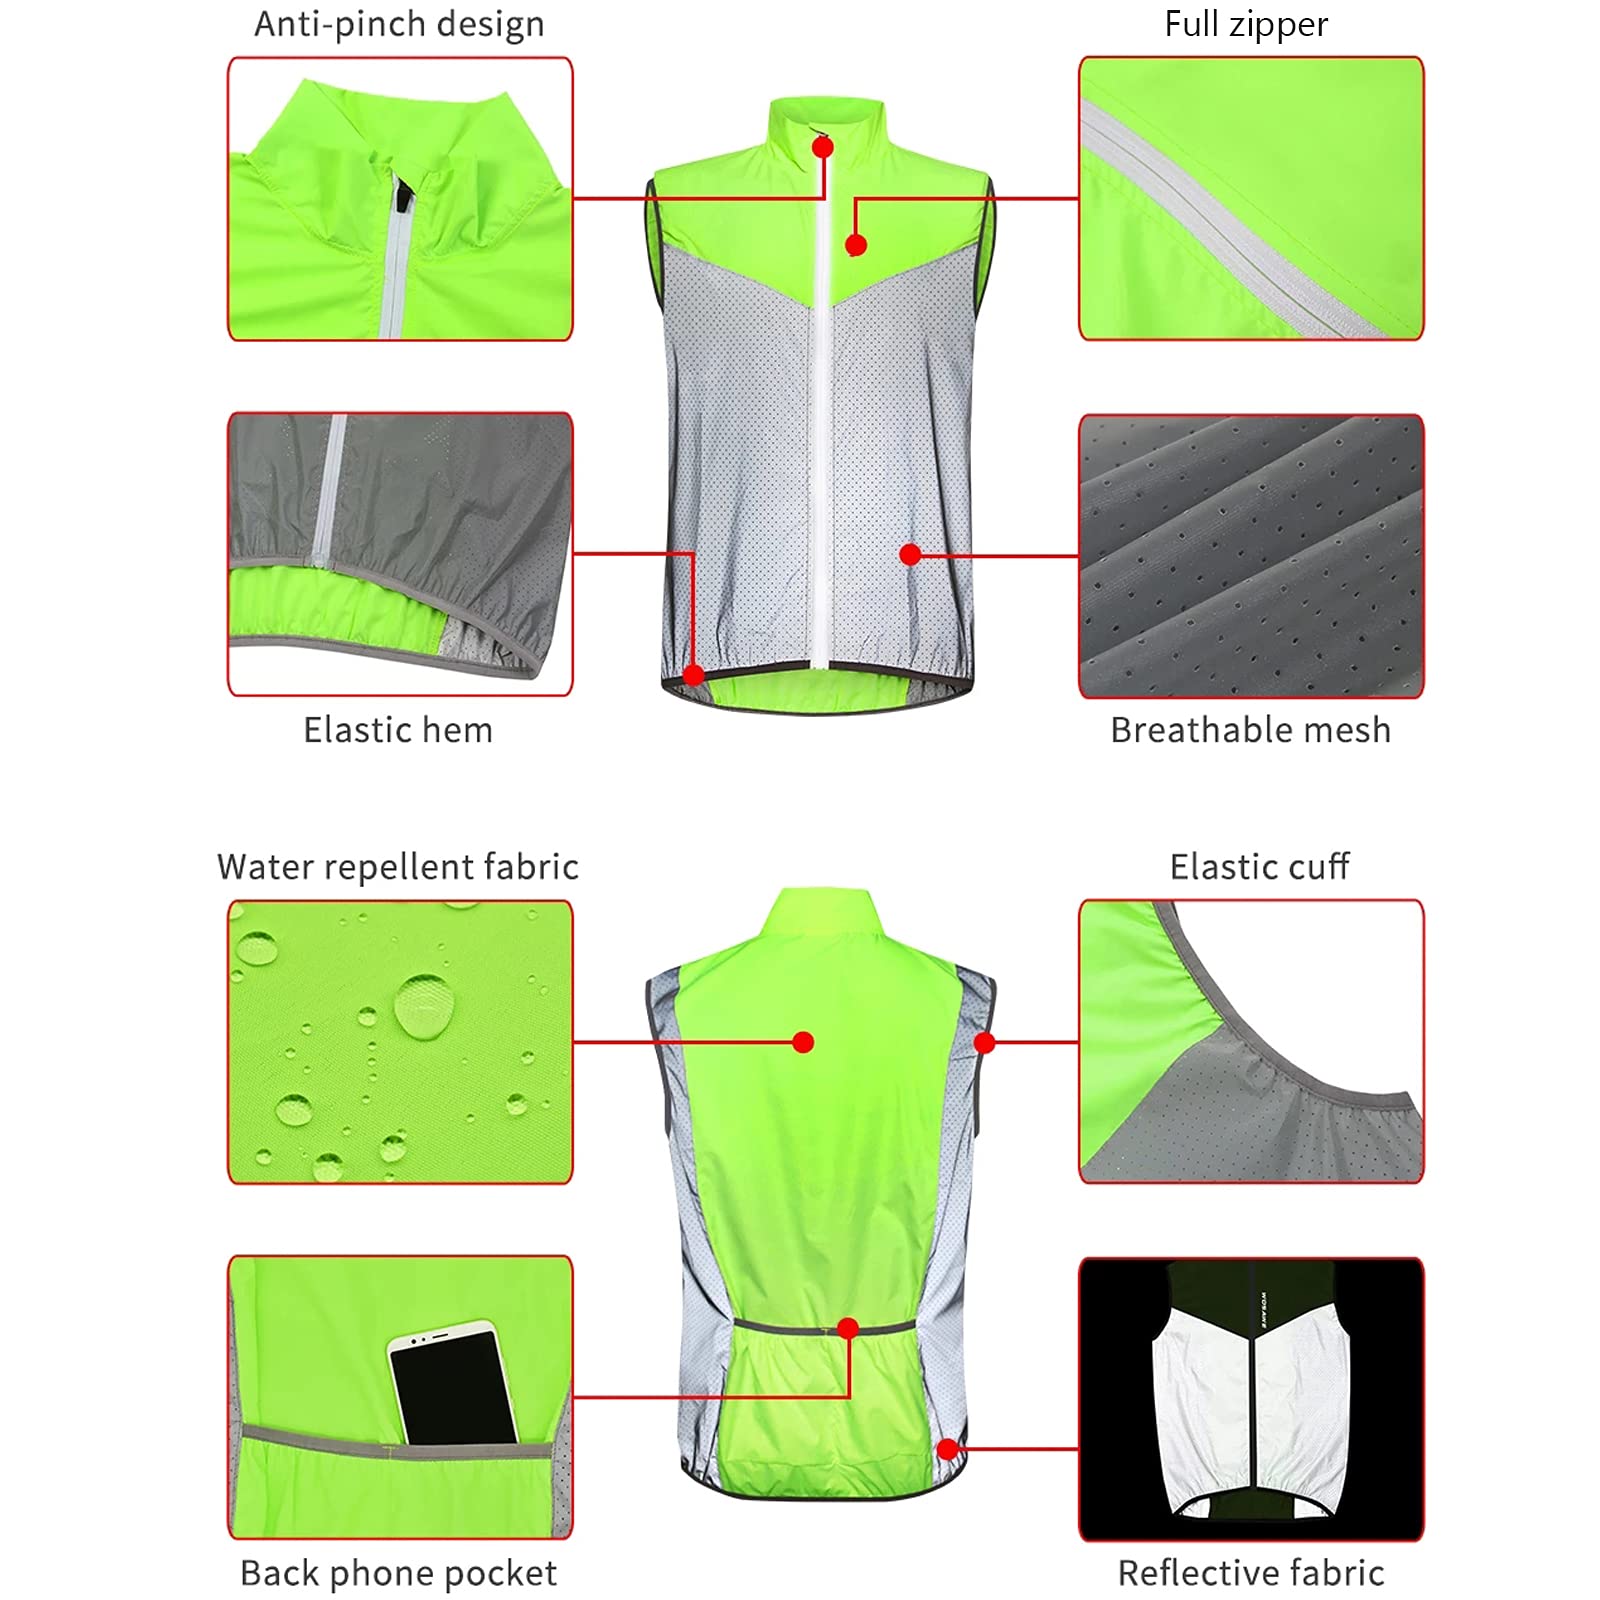 Anti-pinch design
Full zipper
Elastic hem
Breathable mesh
Water repellent fabric
Elastic cuff
WOSAWE
Back phone pocket
Reflective fabric